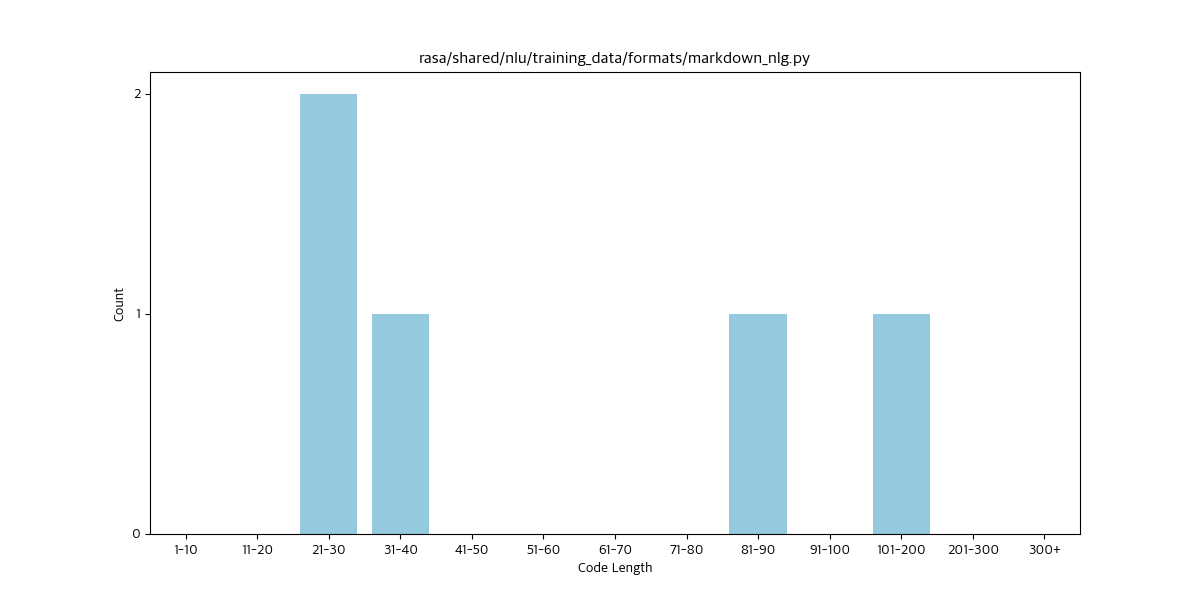 rasa/shared/nlu/training_data/formats/markdown_nlg.py
2
1
0
Count
1-10 11-20 21-30 31-40 41-50 51-60 61-70 71-80 81-90 91-100 101-200 201-300 300+
Code Length